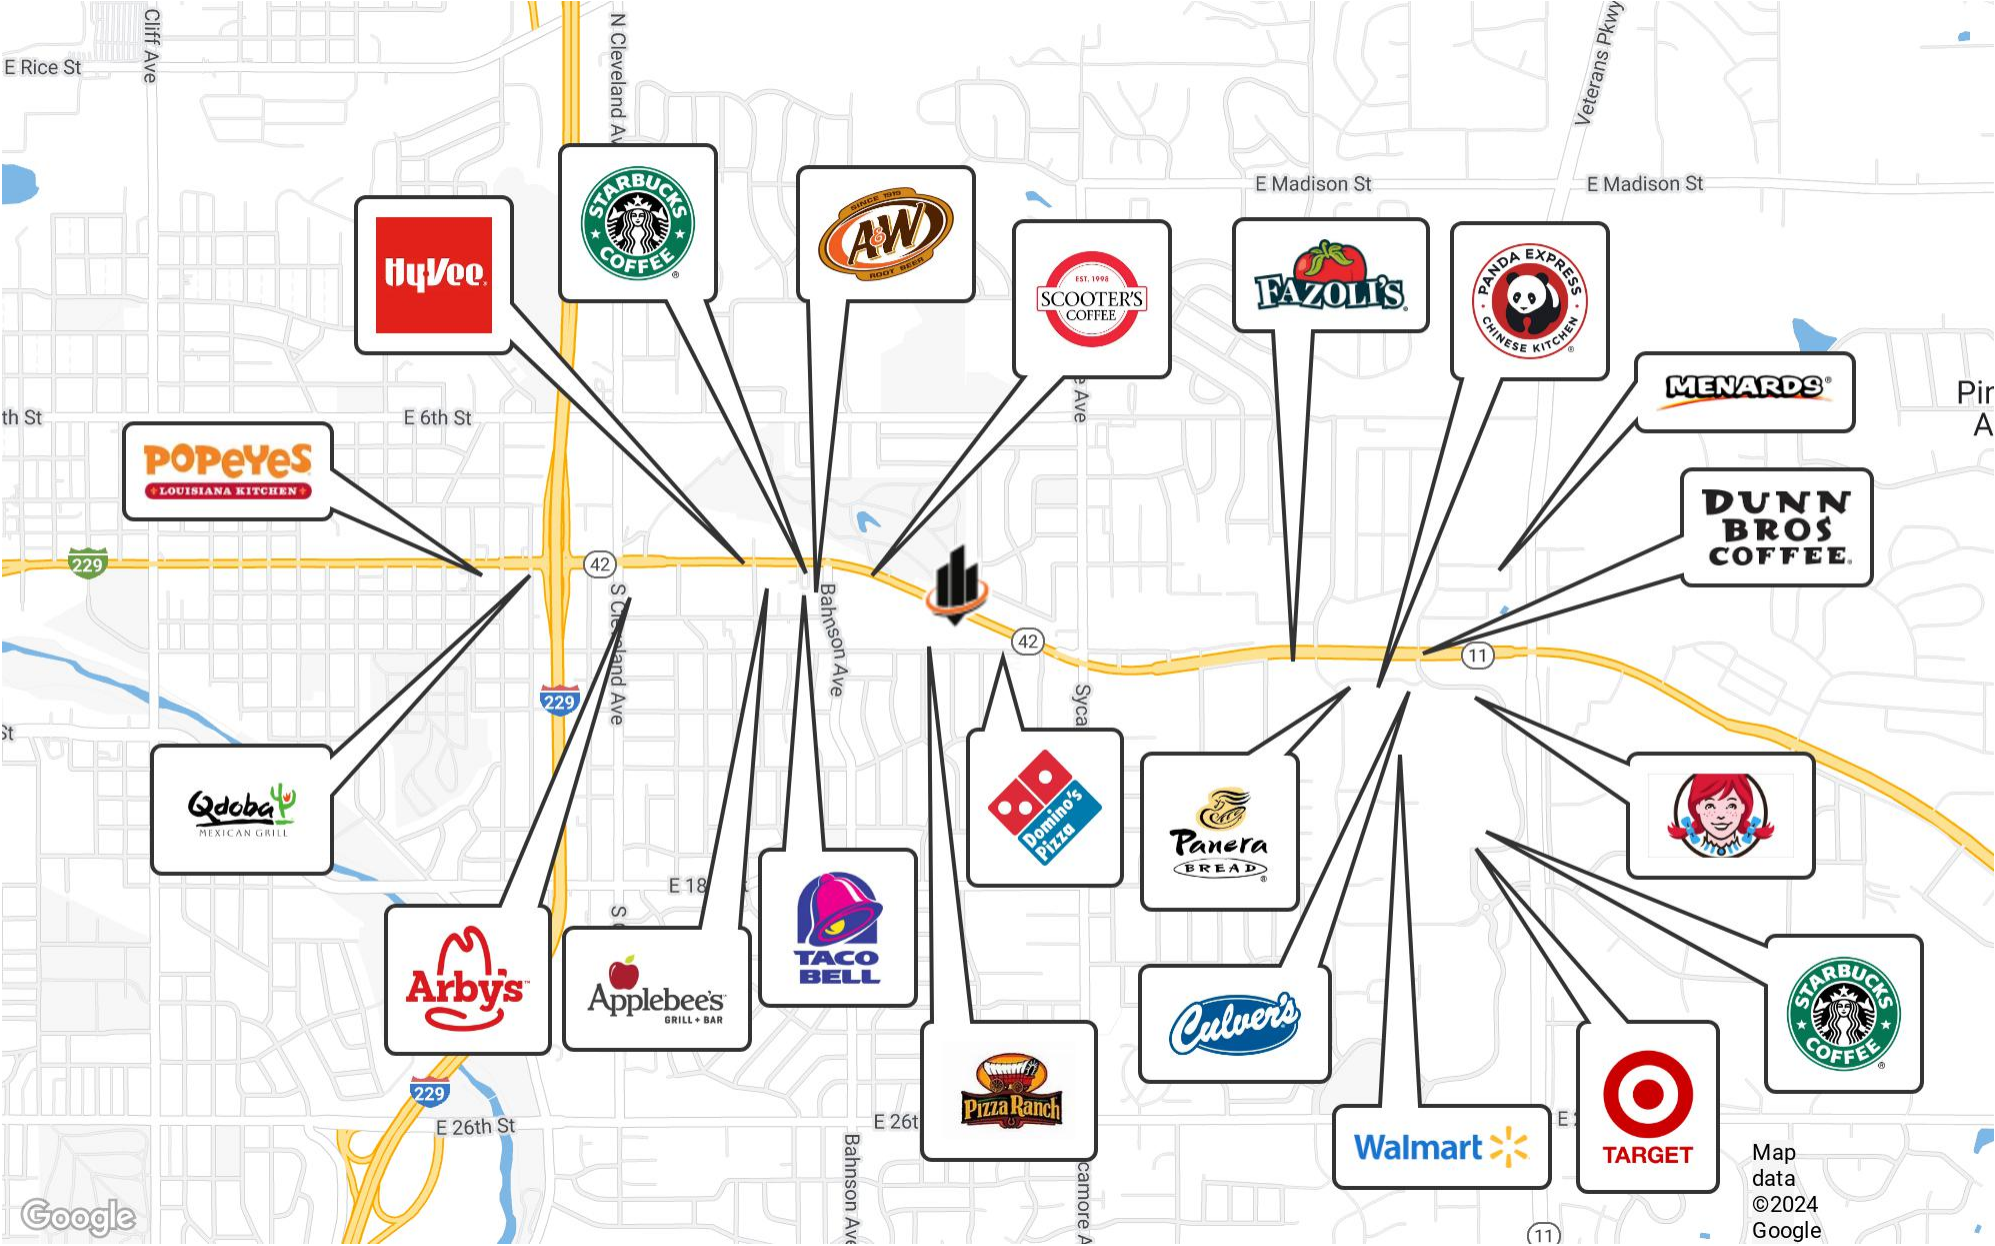 Cliff Ave
N Cleveland Av
Veterans Pkwy
E Rice St
E Madison St
E Madison St
STARBUCKS
COFFEE
®
SINCE 1919
A&W
ROOT BEER
HyVee
EST. 1998
SCOOTER'S
COFFEE
FAZOLI'S
PANDA EXPRESS
CHINESE KITCHEN
®
MENARDS®
Pin
A
th St
E 6th St
e Ave
POPEYES
LOUISIANA KITCHEN
DUNN
BROS
COFFEE
229
42
42
11
S Cleveland Ave
Bahnson Ave
229
Syca
St
Qdoba
MEXICAN GRILL
Domino's
Pizza
Panera
BREAD®
E 18
TACO
BELL
S
Arby's™
Applebee's
GRILL + BAR
Culver's
STARBUCKS
COFFEE
®
Pizza Ranch
229
E 26th St
E 26t
E 2
Walmart
TARGET
Bahnson Ave
camore A
11
Google
Map
data
©2024
Google